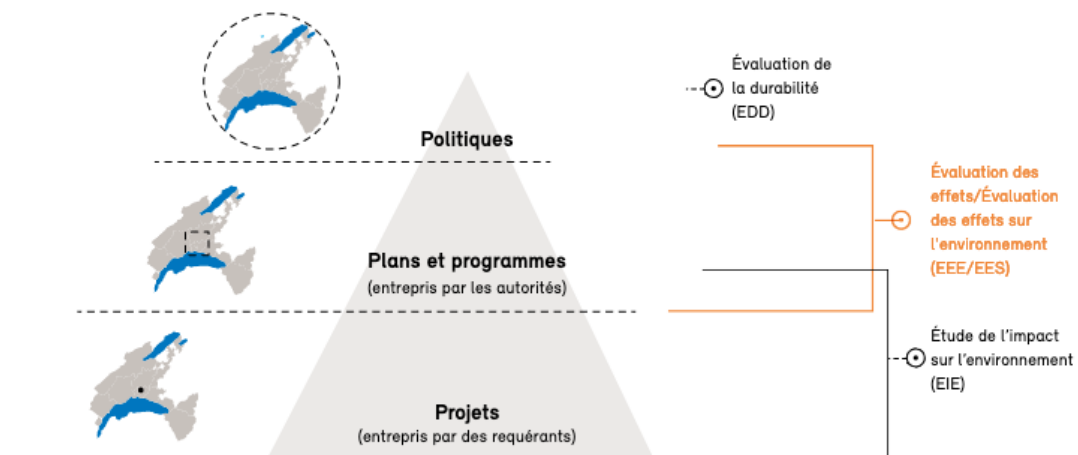 Évaluation de
la durabilité
(EDD)
Politiques
Évaluation des
effets/Évaluation
des effets sur
l'environnement
(EEE/EES)
Plans et programmes
(entrepris par les autorités)
Étude de l'impact
sur l'environnement
(EIE)
Projets
(entrepris par des requérants)